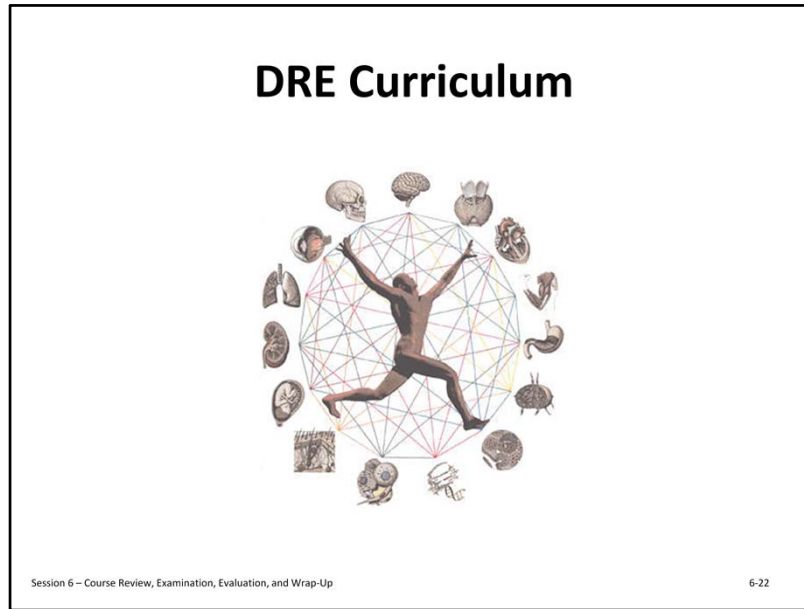 DRE Curriculum
Session 6 – Course Review, Examination, Evaluation, and Wrap-Up
6-22